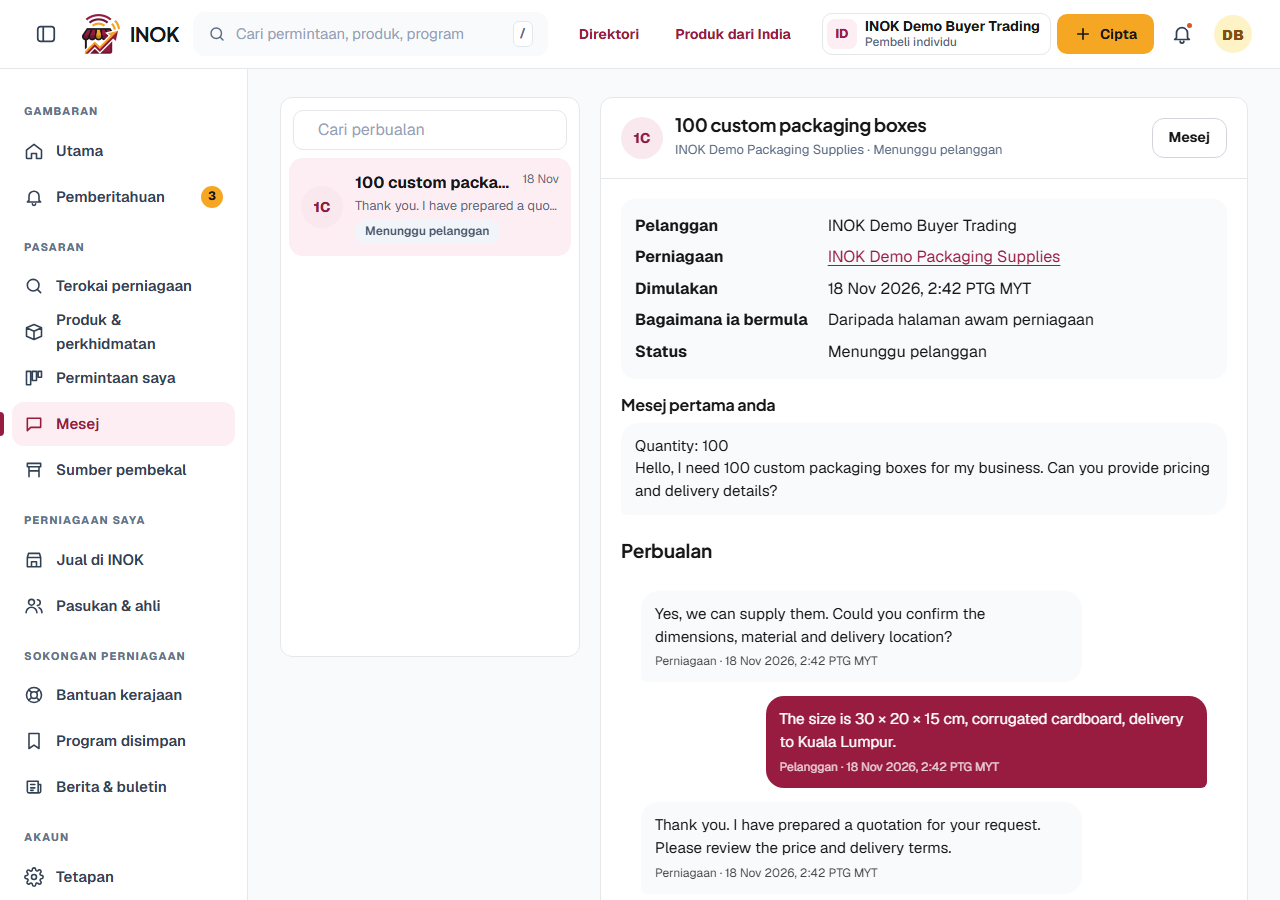 INOK
Cari permintaan, produk, program
/
Direktori
Produk dari India
ID
INOK Demo Buyer Trading
Pembeli individu
Cipta
DB
GAMBARAN
Utama
Pemberitahuan
3
PASARAN
Terokai perniagaan
Produk &
perkhidmatan
Permintaan saya
Mesej
Sumber pembekal
PERNIAGAAN SAYA
Jual di INOK
Pasukan & ahli
SOKONGAN PERNIAGAAN
Bantuan kerajaan
Program disimpan
Berita & buletin
AKAUN
Tetapan
Cari perbualan
1C
100 custom packa...
18 Nov
Thank you. I have prepared a quo...
Menunggu pelanggan
1C
100 custom packaging boxes
INOK Demo Packaging Supplies · Menunggu pelanggan
Mesej
Pelanggan INOK Demo Buyer Trading
Perniagaan INOK Demo Packaging Supplies
Dimulakan 18 Nov 2026, 2:42 PTG MYT
Bagaimana ia bermula Daripada halaman awam perniagaan
Status Menunggu pelanggan
Mesej pertama anda
Quantity: 100
Hello, I need 100 custom packaging boxes for my business. Can you provide pricing
and delivery details?
Perbualan
Yes, we can supply them. Could you confirm the
dimensions, material and delivery location?
Perniagaan · 18 Nov 2026, 2:42 PTG MYT
The size is 30 × 20 × 15 cm, corrugated cardboard, delivery
to Kuala Lumpur.
Pelanggan · 18 Nov 2026, 2:42 PTG MYT
Thank you. I have prepared a quotation for your request.
Please review the price and delivery terms.
Perniagaan · 18 Nov 2026, 2:42 PTG MYT